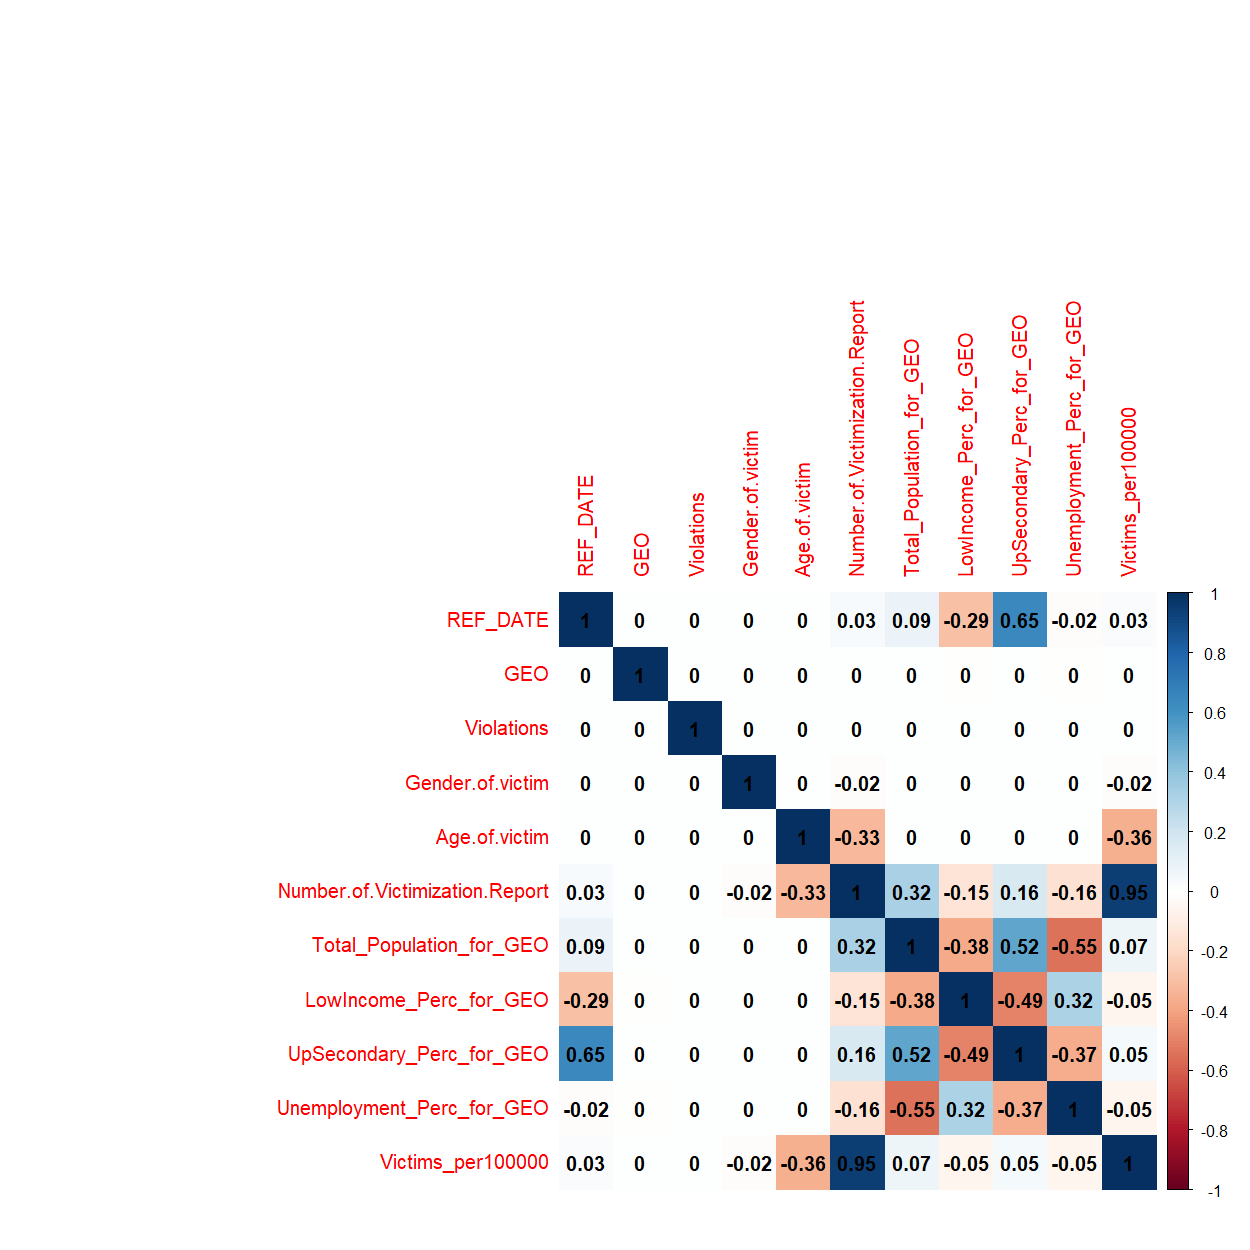 REF_DATE
GEO
Violations
Gender.of.victim
Age.of.victim
Number.of.Victimization.Report
Total_Population_for_GEO
LowIncome_Perc_for_GEO
UpSecondary_Perc_for_GEO
Unemployment_Perc_for_GEO
Victims_per100000
REF_DATE 1 0 0 0 0 0.03 0.09 -0.29 0.65 -0.02 0.03
GEO 0 1 0 0 0 0 0 0 0 0 0
Violations 0 0 1 0 0 0 0 0 0 0 0
Gender.of.victim 0 0 0 1 0 -0.02 0 0 0 0 -0.02
Age.of.victim 0 0 0 0 1 -0.33 0 0 0 0 -0.36
Number.of.Victimization.Report 0.03 0 0 -0.02 -0.33 1 0.32 -0.15 0.16 -0.16 0.95
Total_Population_for_GEO 0.09 0 0 0 0 0.32 1 -0.38 0.52 -0.55 0.07
LowIncome_Perc_for_GEO -0.29 0 0 0 0 -0.15 -0.38 1 -0.49 0.32 -0.05
UpSecondary_Perc_for_GEO 0.65 0 0 0 0 0.16 0.52 -0.49 1 -0.37 0.05
Unemployment_Perc_for_GEO -0.02 0 0 0 0 -0.16 -0.55 0.32 -0.37 1 -0.05
Victims_per100000 0.03 0 0 -0.02 -0.36 0.95 0.07 -0.05 0.05 -0.05 1
1
0.8
0.6
0.4
0.2
0
-0.2
-0.4
-0.6
-0.8
-1